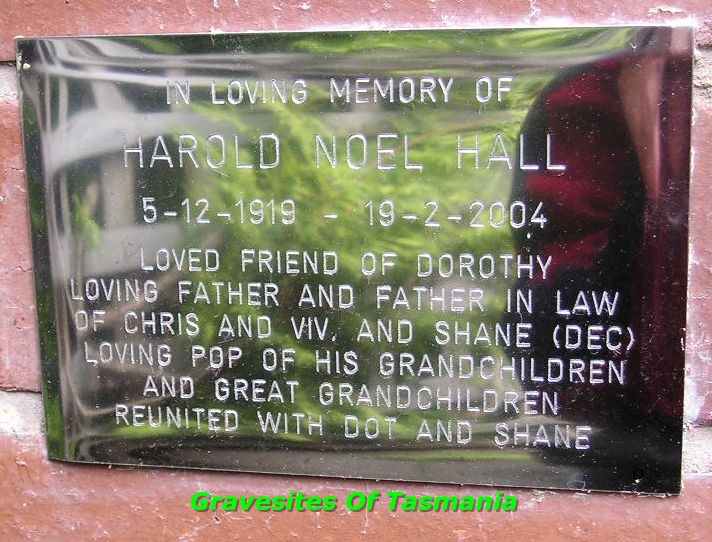 IN LOVING MEMORY OF
HAROLD NOEL HALL
5-12-1919 - 19-2-2004
LOVED FRIEND OF DOROTHY
LOVING FATHER AND FATHER IN LAW
OF CHRIS AND VIV. AND SHANE (DEC)
LOVING POP OF HIS GRANDCHILDREN
AND GREAT GRANDCHILDREN
REUNITED WITH DOT AND SHANE
Gravesites Of Tasmania